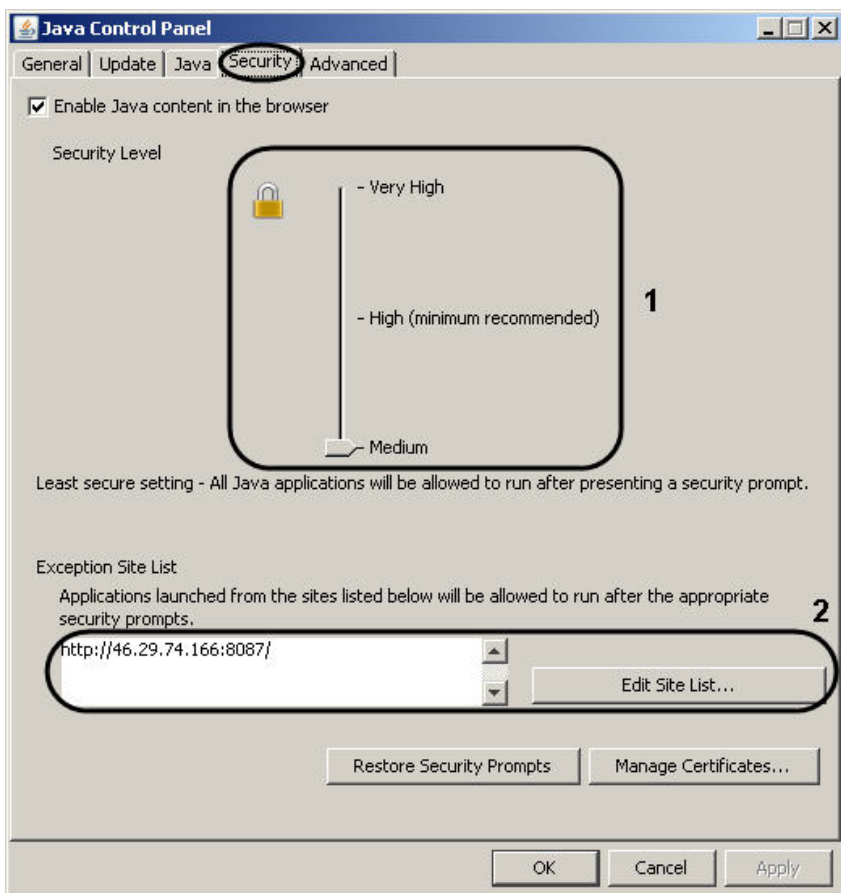 Java Control Panel
General Update Java Security Advanced
Enable Java content in the browser
Security Level
- Very High
- High (minimum recommended)
- Medium
1
Least secure setting - All Java applications will be allowed to run after presenting a security prompt.
Exception Site List
Applications launched from the sites listed below will be allowed to run after the appropriate
security prompts.
2
http://46.29.74.166:8087/
Edit Site List...
Restore Security Prompts Manage Certificates...
OK Cancel Apply